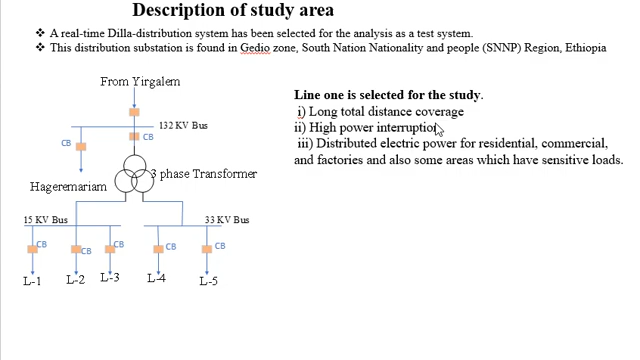 Description of study area
❖ A real-time Dilla-distribution system has been selected for the analysis as a test system.
❖ This distribution substation is found in Gedio zone, South Nation Nationality and people (SNNP) Region, Ethiopia
From Yirgalem
Line one is selected for the study.
i) Long total distance coverage
132 KV Bus
ii) High power interruption
CB
CB
iii) Distributed electric power for residential, commercial,
and factories and also some areas which have sensitive loads.
3 phase Transformer
Hageremariam
15 KV Bus
33 KV Bus
CB
CB
CB
CB
CB
L-1
L-2
L-3
L-4
L-5